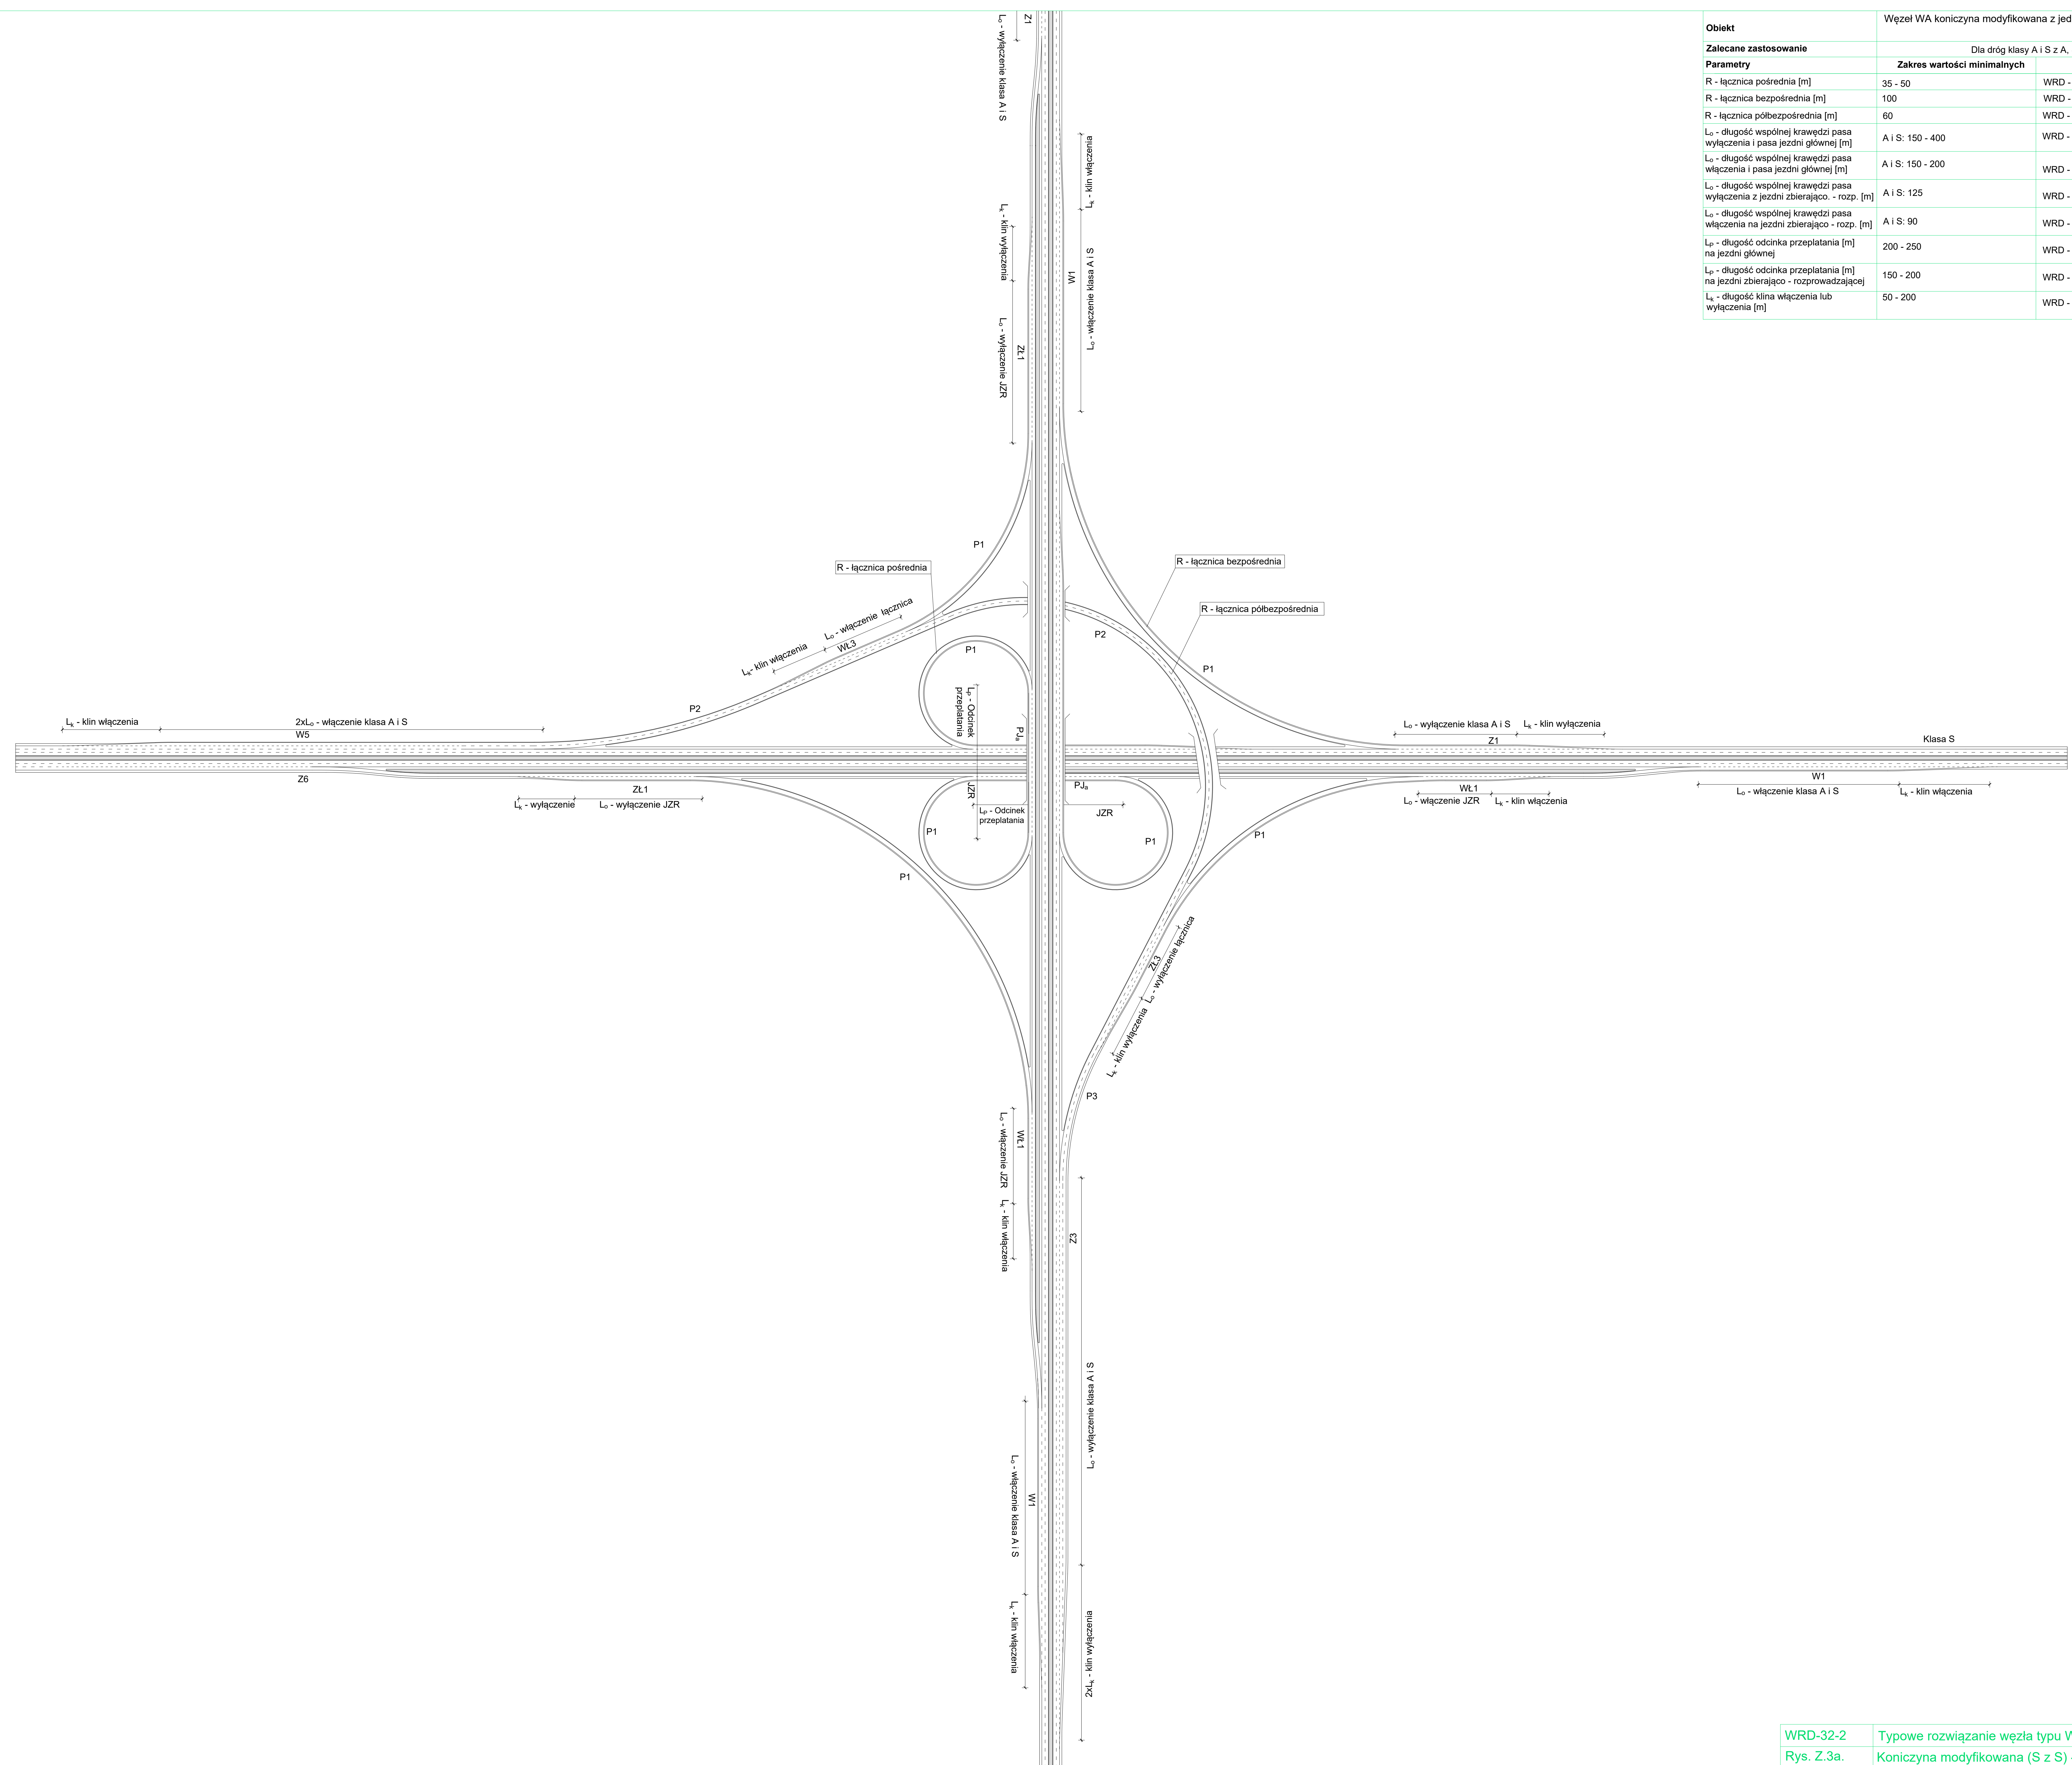 Obiekt
Węzeł WA koniczyna modyfikowana z jed
Zalecane zastosowanie
Dla dróg klasy A i S z A,
Parametry
Zakres wartości minimalnych
R - łącznica pośrednia [m]
35 - 50
WRD -
R - łącznica bezpośrednia [m]
100
WRD -
R - łącznica półbezpośrednia [m]
60
WRD -
Lo - długość wspólnej krawędzi pasa
wyłączenia i pasa jezdni głównej [m]
A i S: 150 - 400
WRD -
Lo - długość wspólnej krawędzi pasa
włączenia i pasa jezdni głównej [m]
A i S: 150 - 200
WRD -
Lo - długość wspólnej krawędzi pasa
wyłączenia z jezdni zbierająco. - rozp. [m]
A i S: 125
WRD -
Lo - długość wspólnej krawędzi pasa
włączenia na jezdni zbierająco - rozp. [m]
A i S: 90
WRD -
LP - długość odcinka przeplatania [m]
na jezdni głównej
200 - 250
WRD -
LP - długość odcinka przeplatania [m]
na jezdni zbierająco - rozprowadzającej
150 - 200
WRD -
Lk - długość klina włączenia lub
wyłączenia [m]
50 - 200
WRD -
Z1
Lo - wyłączenie klasa A i S
Lk - klin włączenia
Lk - klin wyłączenia
W1
Lo - włączenie klasa A i S
ZŁ1
Lo - wyłączenie JZR
P1
R - łącznica pośrednia
R - łącznica bezpośrednia
R - łącznica półbezpośrednia
Lo - włączenie łącznica
WŁ3
Lk- klin włączenia
P1
P2
P1
P2
LP - Odcinek
przeplatania
PJa
Lk - klin włączenia
2xLo - włączenie klasa A i S
W5
Lo - wyłączenie klasa A i S
Lk - klin wyłączenia
Z1
Klasa S
Z6
ZŁ1
Lk - wyłączenie
Lo - wyłączenie JZR
JZR
PJa
LP - Odcinek
przeplatania
JZR
WŁ1
Lo - włączenie JZR
Lk - klin włączenia
W1
Lo - włączenie klasa A i S
Lk - klin włączenia
P1
P1
P1
P1
ZŁ3
Lo - wyłączenie łącznica
Lk - klin wyłączenia
P3
Lo - włączenie JZR
WŁ1
Lk - klin włączenia
Z3
Lo - wyłączenie klasa A i S
Lo - włączenie klasa A i S
W1
Lk - klin włączenia
2xLk - klin wyłączenia
WRD-32-2
Typowe rozwiązanie węzła typu W
Rys. Z.3a.
Koniczyna modyfikowana (S z S)